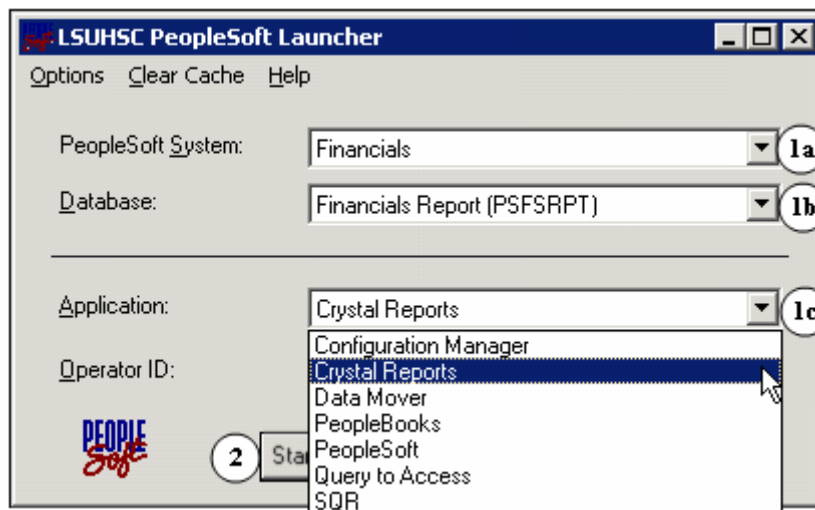 LSUHSC PeopleSoft Launcher
Options Clear Cache Help
PeopleSoft System: Financials 1a
Database: Financials Report (PSFSRPT) 1b
Application: Crystal Reports 1c
Configuration Manager
Operator ID: Crystal Reports
Data Mover
PeopleBooks
PEOPLE Soft
2 Sta PeopleSoft
Query to Access
SQR